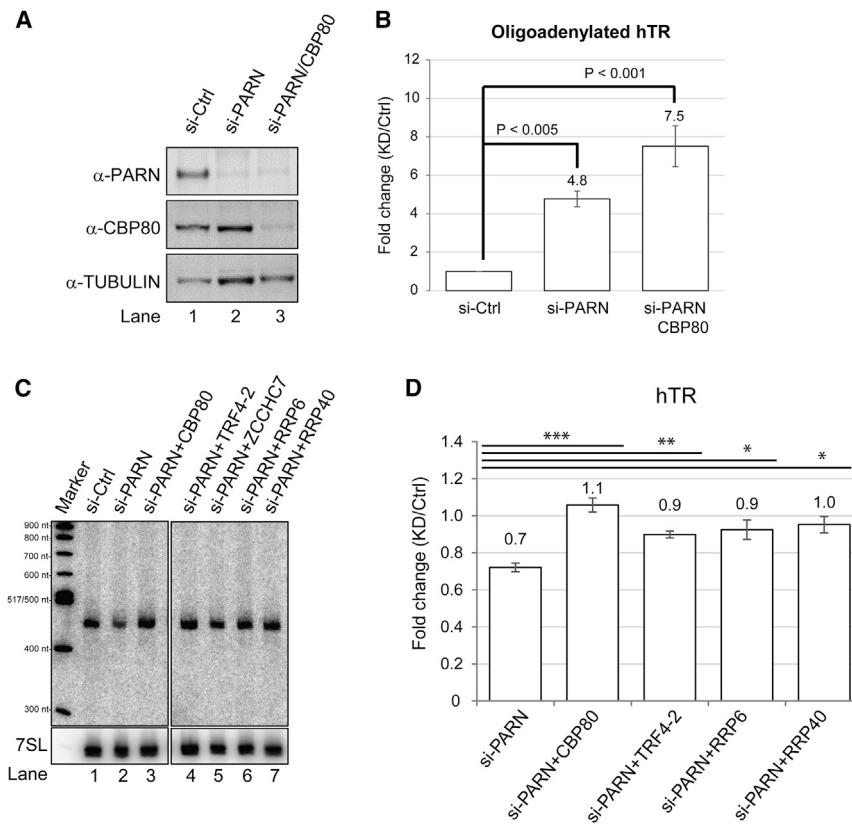 A
si-Ctrl
si-PARN
si-PARN/CBP80
α-PARN
α-CBP80
α-TUBULIN
Lane 1 2 3
B
Oligoadenylated hTR
Fold change (KD/Ctrl)
12
10
8
6
4
2
0
P < 0.001
P < 0.005
7.5
4.8
si-Ctrl
si-PARN
si-PARN
CBP80
C
Marker
si-Ctrl
si-PARN
si-PARN+CBP80
si-PARN+TRF4-2
si-PARN+ZCCHC7
si-PARN+RRP6
si-PARN+RRP40
900 nt
800 nt
700 nt
600 nt
517/500 nt
400 nt
300 nt
7SL
Lane 1 2 3 4 5 6 7
D
hTR
Fold change (KD/Ctrl)
1.4
1.2
1.0
0.8
0.6
0.4
0.2
0
***
**
*
*
0.7
1.1
0.9
0.9
1.0
si-PARN
si-PARN+CBP80
si-PARN+TRF4-2
si-PARN+RRP6
si-PARN+RRP40